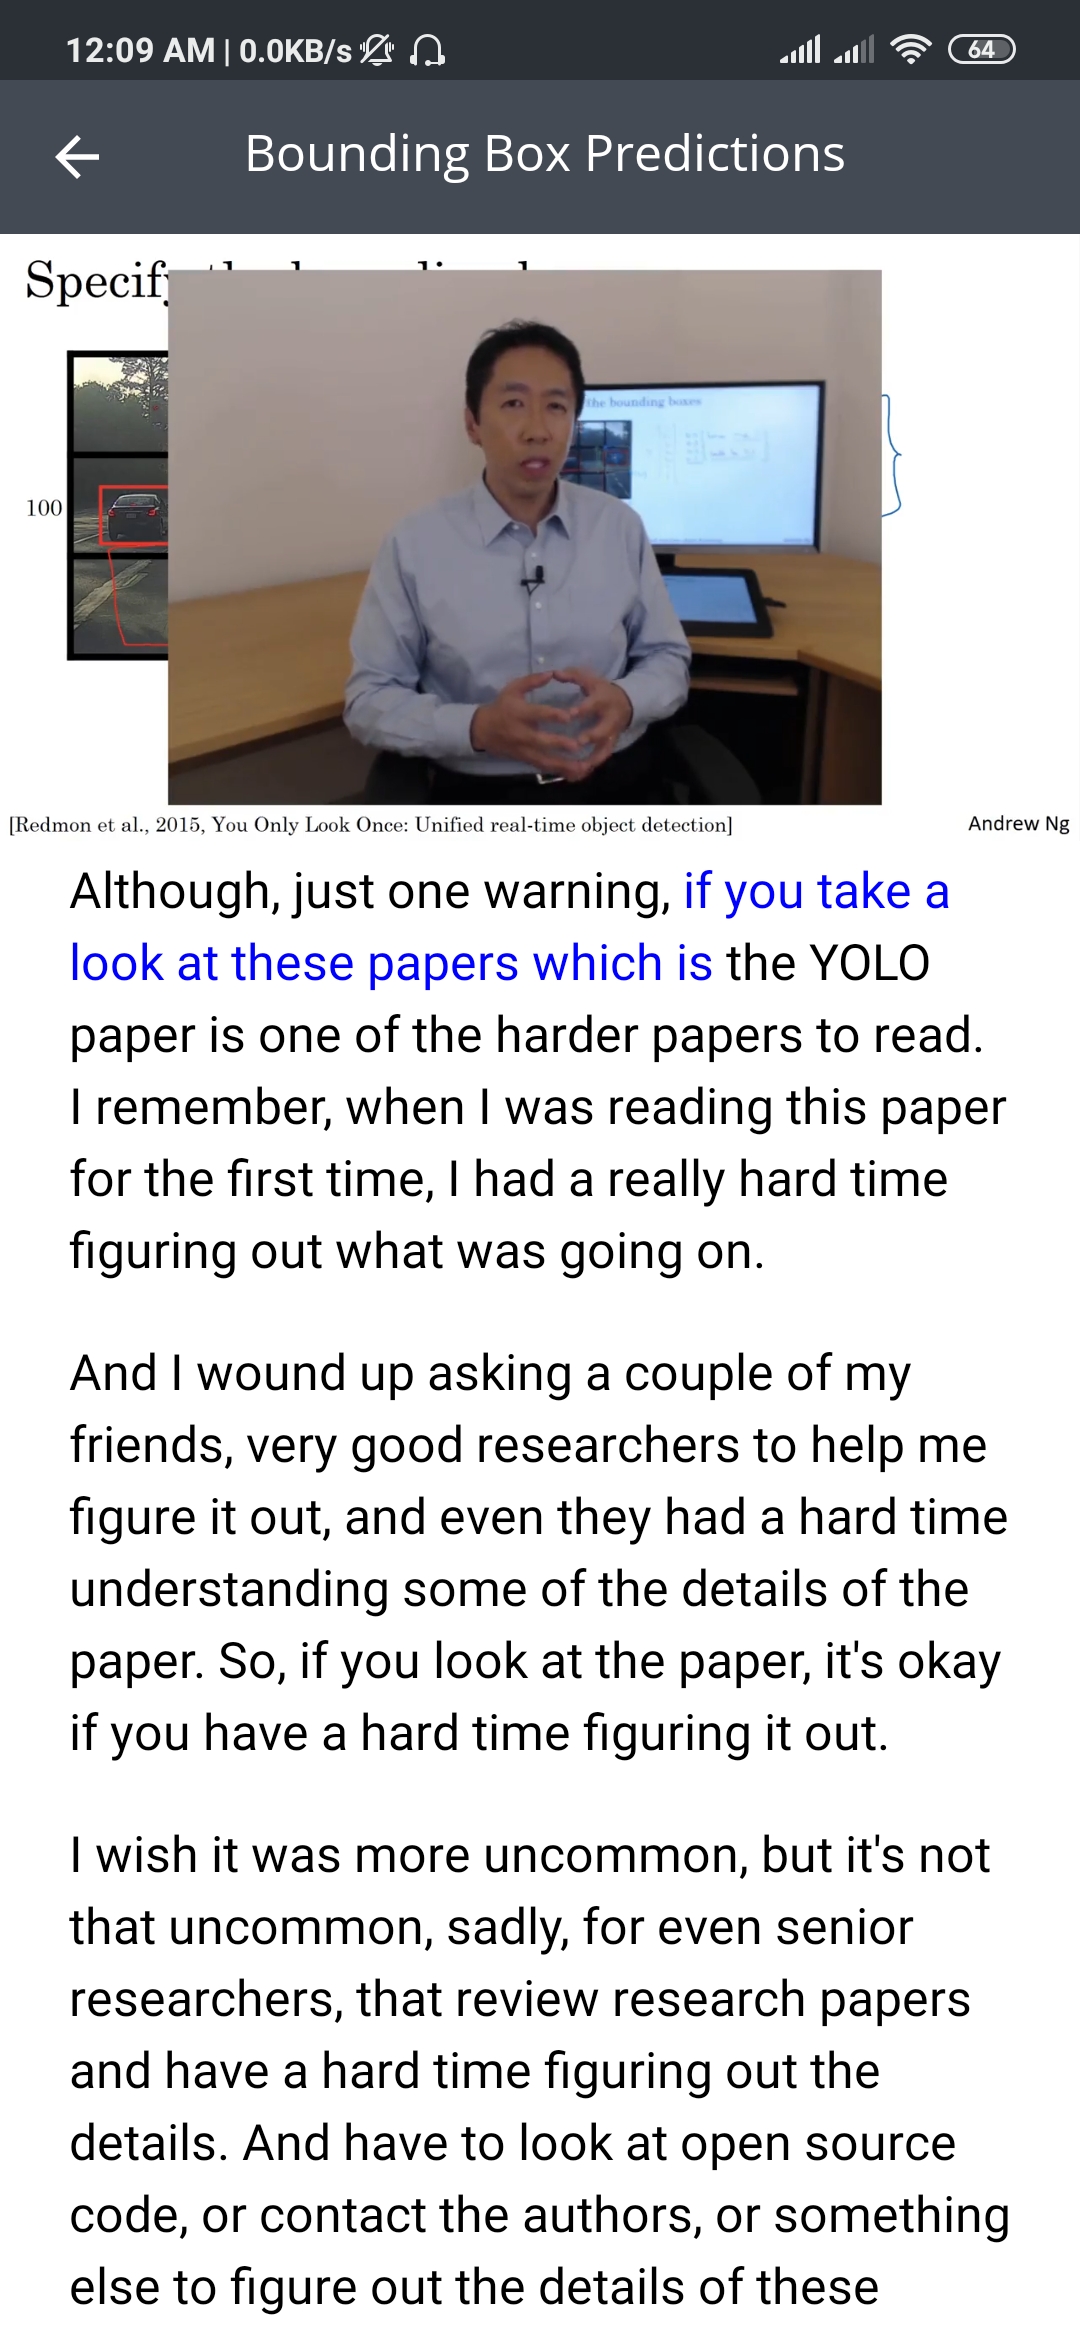 12:09 AM | 0.0KB/s
64
Bounding Box Predictions
Specify
the bounding boxes
100
[Redmon et al., 2015, You Only Look Once: Unified real-time object detection]
Andrew Ng
Although, just one warning, if you take a
look at these papers which is the YOLO
paper is one of the harder papers to read.
I remember, when I was reading this paper
for the first time, I had a really hard time
figuring out what was going on.
And I wound up asking a couple of my
friends, very good researchers to help me
figure it out, and even they had a hard time
understanding some of the details of the
paper. So, if you look at the paper, it's okay
if you have a hard time figuring it out.
I wish it was more uncommon, but it's not
that uncommon, sadly, for even senior
researchers, that review research papers
and have a hard time figuring out the
details. And have to look at open source
code, or contact the authors, or something
else to figure out the details of these